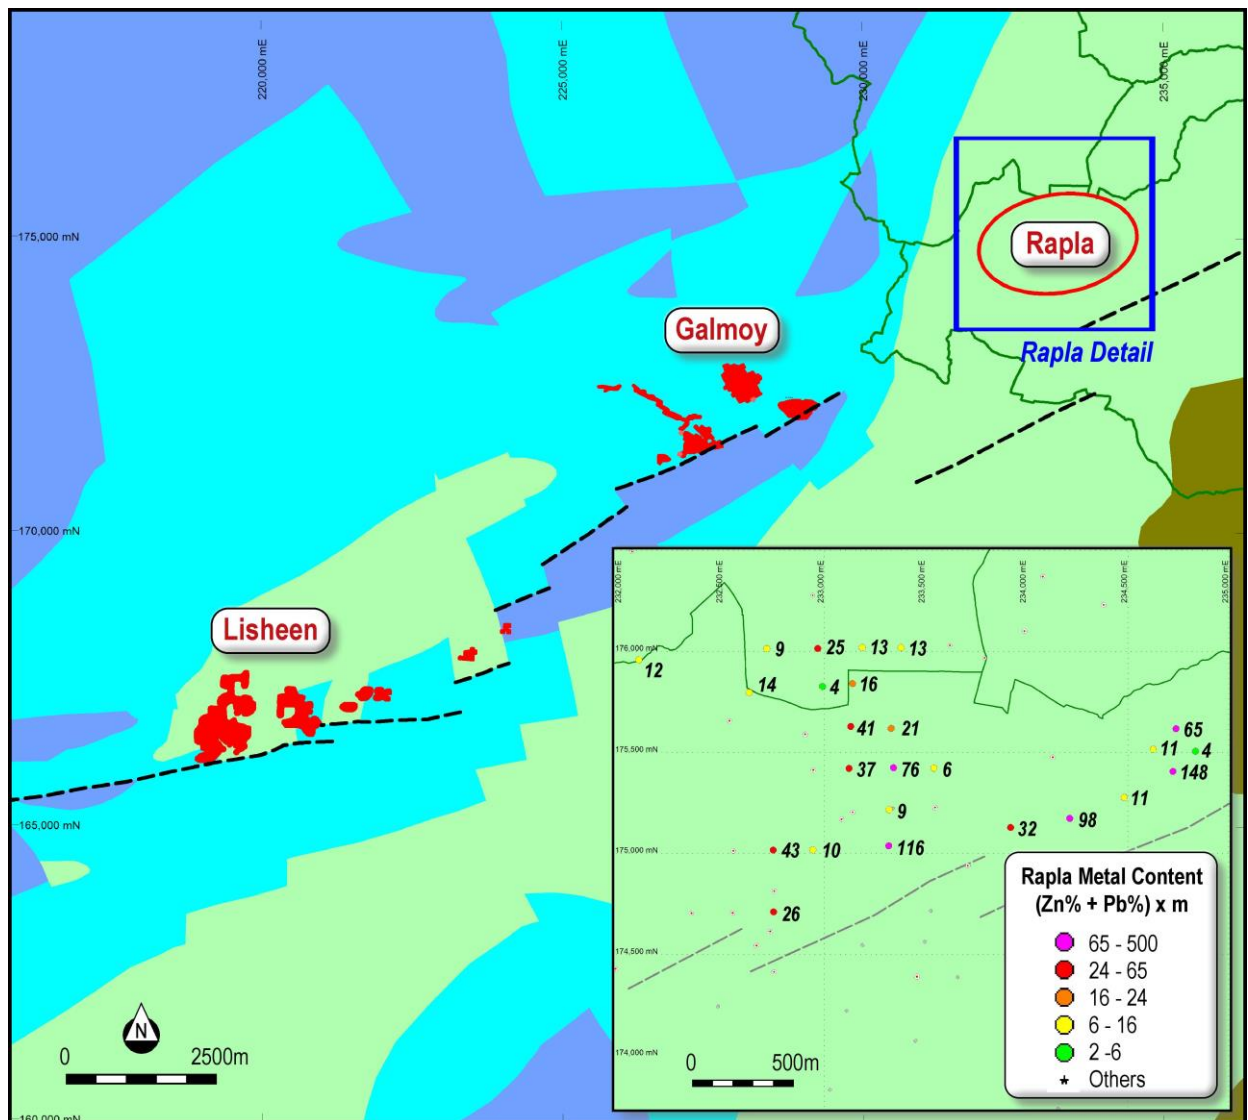 220,000 mE
225,000 mE
230,000 mE
235,000 mE
175,000 mN
Rapla
Galmoy
Rapla Detail
170,000 mN
Lisheen
165,000 mN
160,000 mN
N
0 2500m
232,000 mE
232,500 mE
233,000 mE
233,500 mE
234,000 mE
234,500 mE
235,000 mE
176,000 mN
9 25 13 13
12
14 4 16
41 21 65
175,500 mN
11 4
37 76 6 148
11
9 98
32
116
43 10
175,000 mN
26
174,500 mN
174,000 mN
0 500m
Rapla Metal Content
(Zn% + Pb%) x m
65 - 500
24 - 65
16 - 24
6 - 16
2 -6
Others